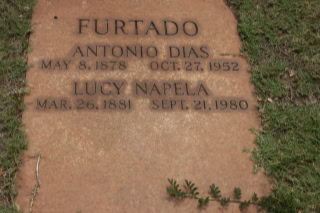 FURTADO
ANTONIO DIAS
MAY 8, 1878 OCT. 27, 1952
LUCY NAPELA
MAR. 26, 1881 SEPT. 21, 1980